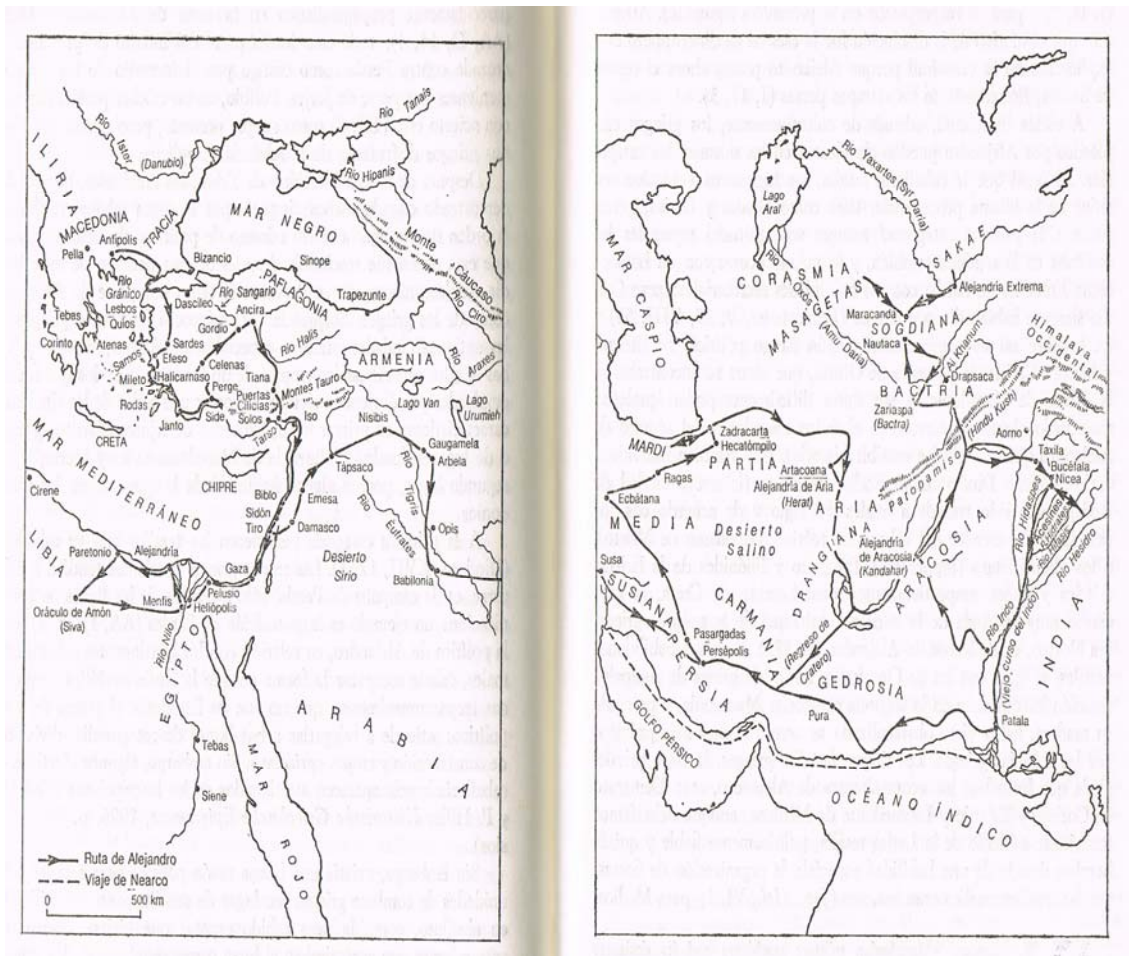 ILIRIA
Río Ister
(Danubio)
Río Tanais
Río Hipanis
MACEDONIA
TRACIA
MAR NEGRO
Monte Caucaso
Anfípolis
Pella
Bizancio
Sinope
PAFLAGONIA
Trapezunte
Río Ciro
Río Gránico
Río Sangario
Dascileo
Ancira
Gordio
Lesbos
Tebas
Quíos
Sardes
Río Halis
ARMENIA
Río Araxes
Corinto
Atenas
Samos
Efeso
Celenas
Mileto
Halicarnaso
Perge
Tiana
Puertas Cilicias
Montes Tauro
Lago Van
Lago Urumieh
Rodas
Janto
Side
Solos
Iso
Nisibis
Tarso
CRETA
Gaugamela
Arbela
MAR MEDITERRÁNEO
CHIPRE
Tápsaco
Río Tigris
Cirene
Biblo
Emesa
Río Eufrates
Sidón
Tiro
Damasco
Opis
LIBIA
Paretonio
Alejandría
Gaza
Desierto
Sirio
Babilonia
Pelusio
Menfis
Heliópolis
Oráculo de Amón
(Siva)
Río Nilo
EGIPTO
ARABIA
Tebas
MAR ROJO
Siene
Ruta de Alejandro
Viaje de Nearco
0 500 km
Lago
Aral
Río Yaxartes (Syr Daria)
MAR CASPIO
CORASMIA
SAKAE
MASAGETAS
Alejandría Extrema
Maracanda
SOGDIANA
(Amu Daria)
Nautaca
Khanum
Himalaya
Occidental
Drapsaca
BACTRIA
Zariaspa
(Bactra)
(Hindu Kush)
Paropamiso
Aorno
Taxila
MARDI
Zadracarta
Hecatómpilo
PARTIA
Artacoana
Bucéfala
Nicea
Ragas
Alejandría de Aria
(Herat)
Ecbátana
ARIA
Río Hidaspes
MEDIA
Desierto
Salino
DRANGIANA
Alejandría
de Aracosia
(Kandahar)
ARACOSIA
Susa
SUSIANA
CARMANIA
Río Indo
(Viejo curso del Indo)
INDIA
Pasargadas
Persépolis
PERSIA
(Regreso de
Crátero)
GEDROSIA
Pura
GOLFO PÉRSICO
Patala
OCÉANO ÍNDICO